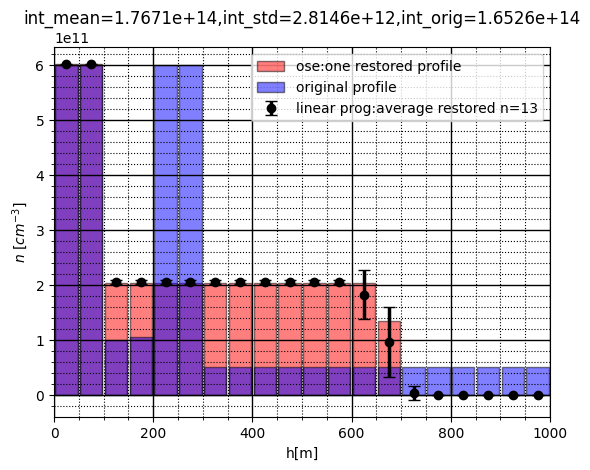 int_mean=1.7671e+14,int_std=2.8146e+12,int_orig=1.6526e+14
1e11
ose:one restored profile
original profile
linear prog:average restored n=13
6
5
4
3
2
1
0
n [cm⁻³]
0 200 400 600 800 1000
h[m]